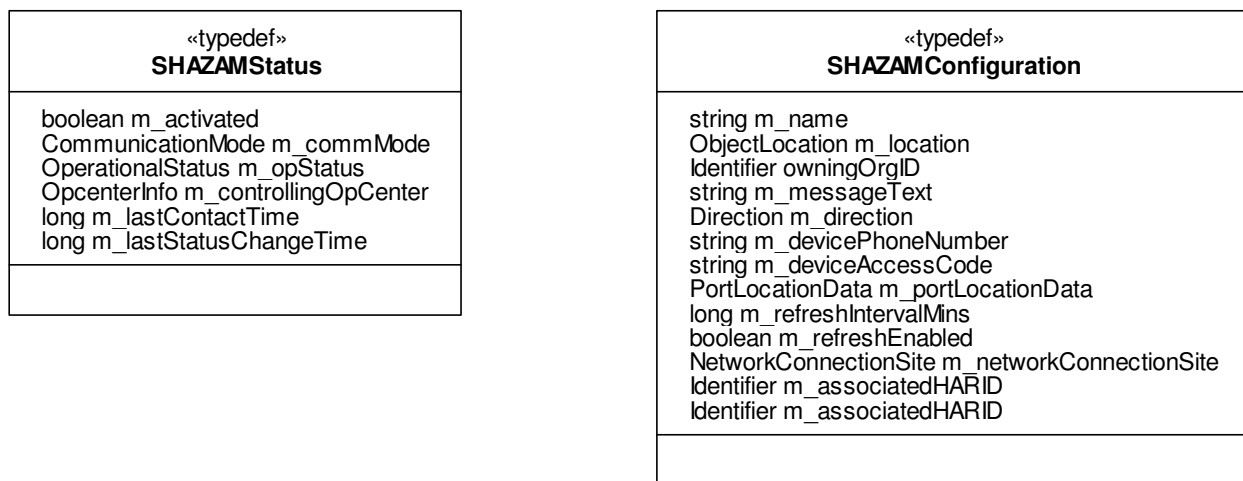 «typedef»
SHAZAMStatus
boolean m_activated
CommunicationMode m_commMode
OperationalStatus m_opStatus
OpcenterInfo m_controllingOpCenter
long m_lastContactTime
long m_lastStatusChangeTime
«typedef»
SHAZAMConfiguration
string m_name
ObjectLocation m_location
Identifier owningOrgID
string m_messageText
Direction m_direction
string m_devicePhoneNumber
string m_deviceAccessCode
PortLocationData m_portLocationData
long m_refreshIntervalMins
boolean m_refreshEnabled
NetworkConnectionSite m_networkConnectionSite
Identifier m_associatedHARID
Identifier m_associatedHARID